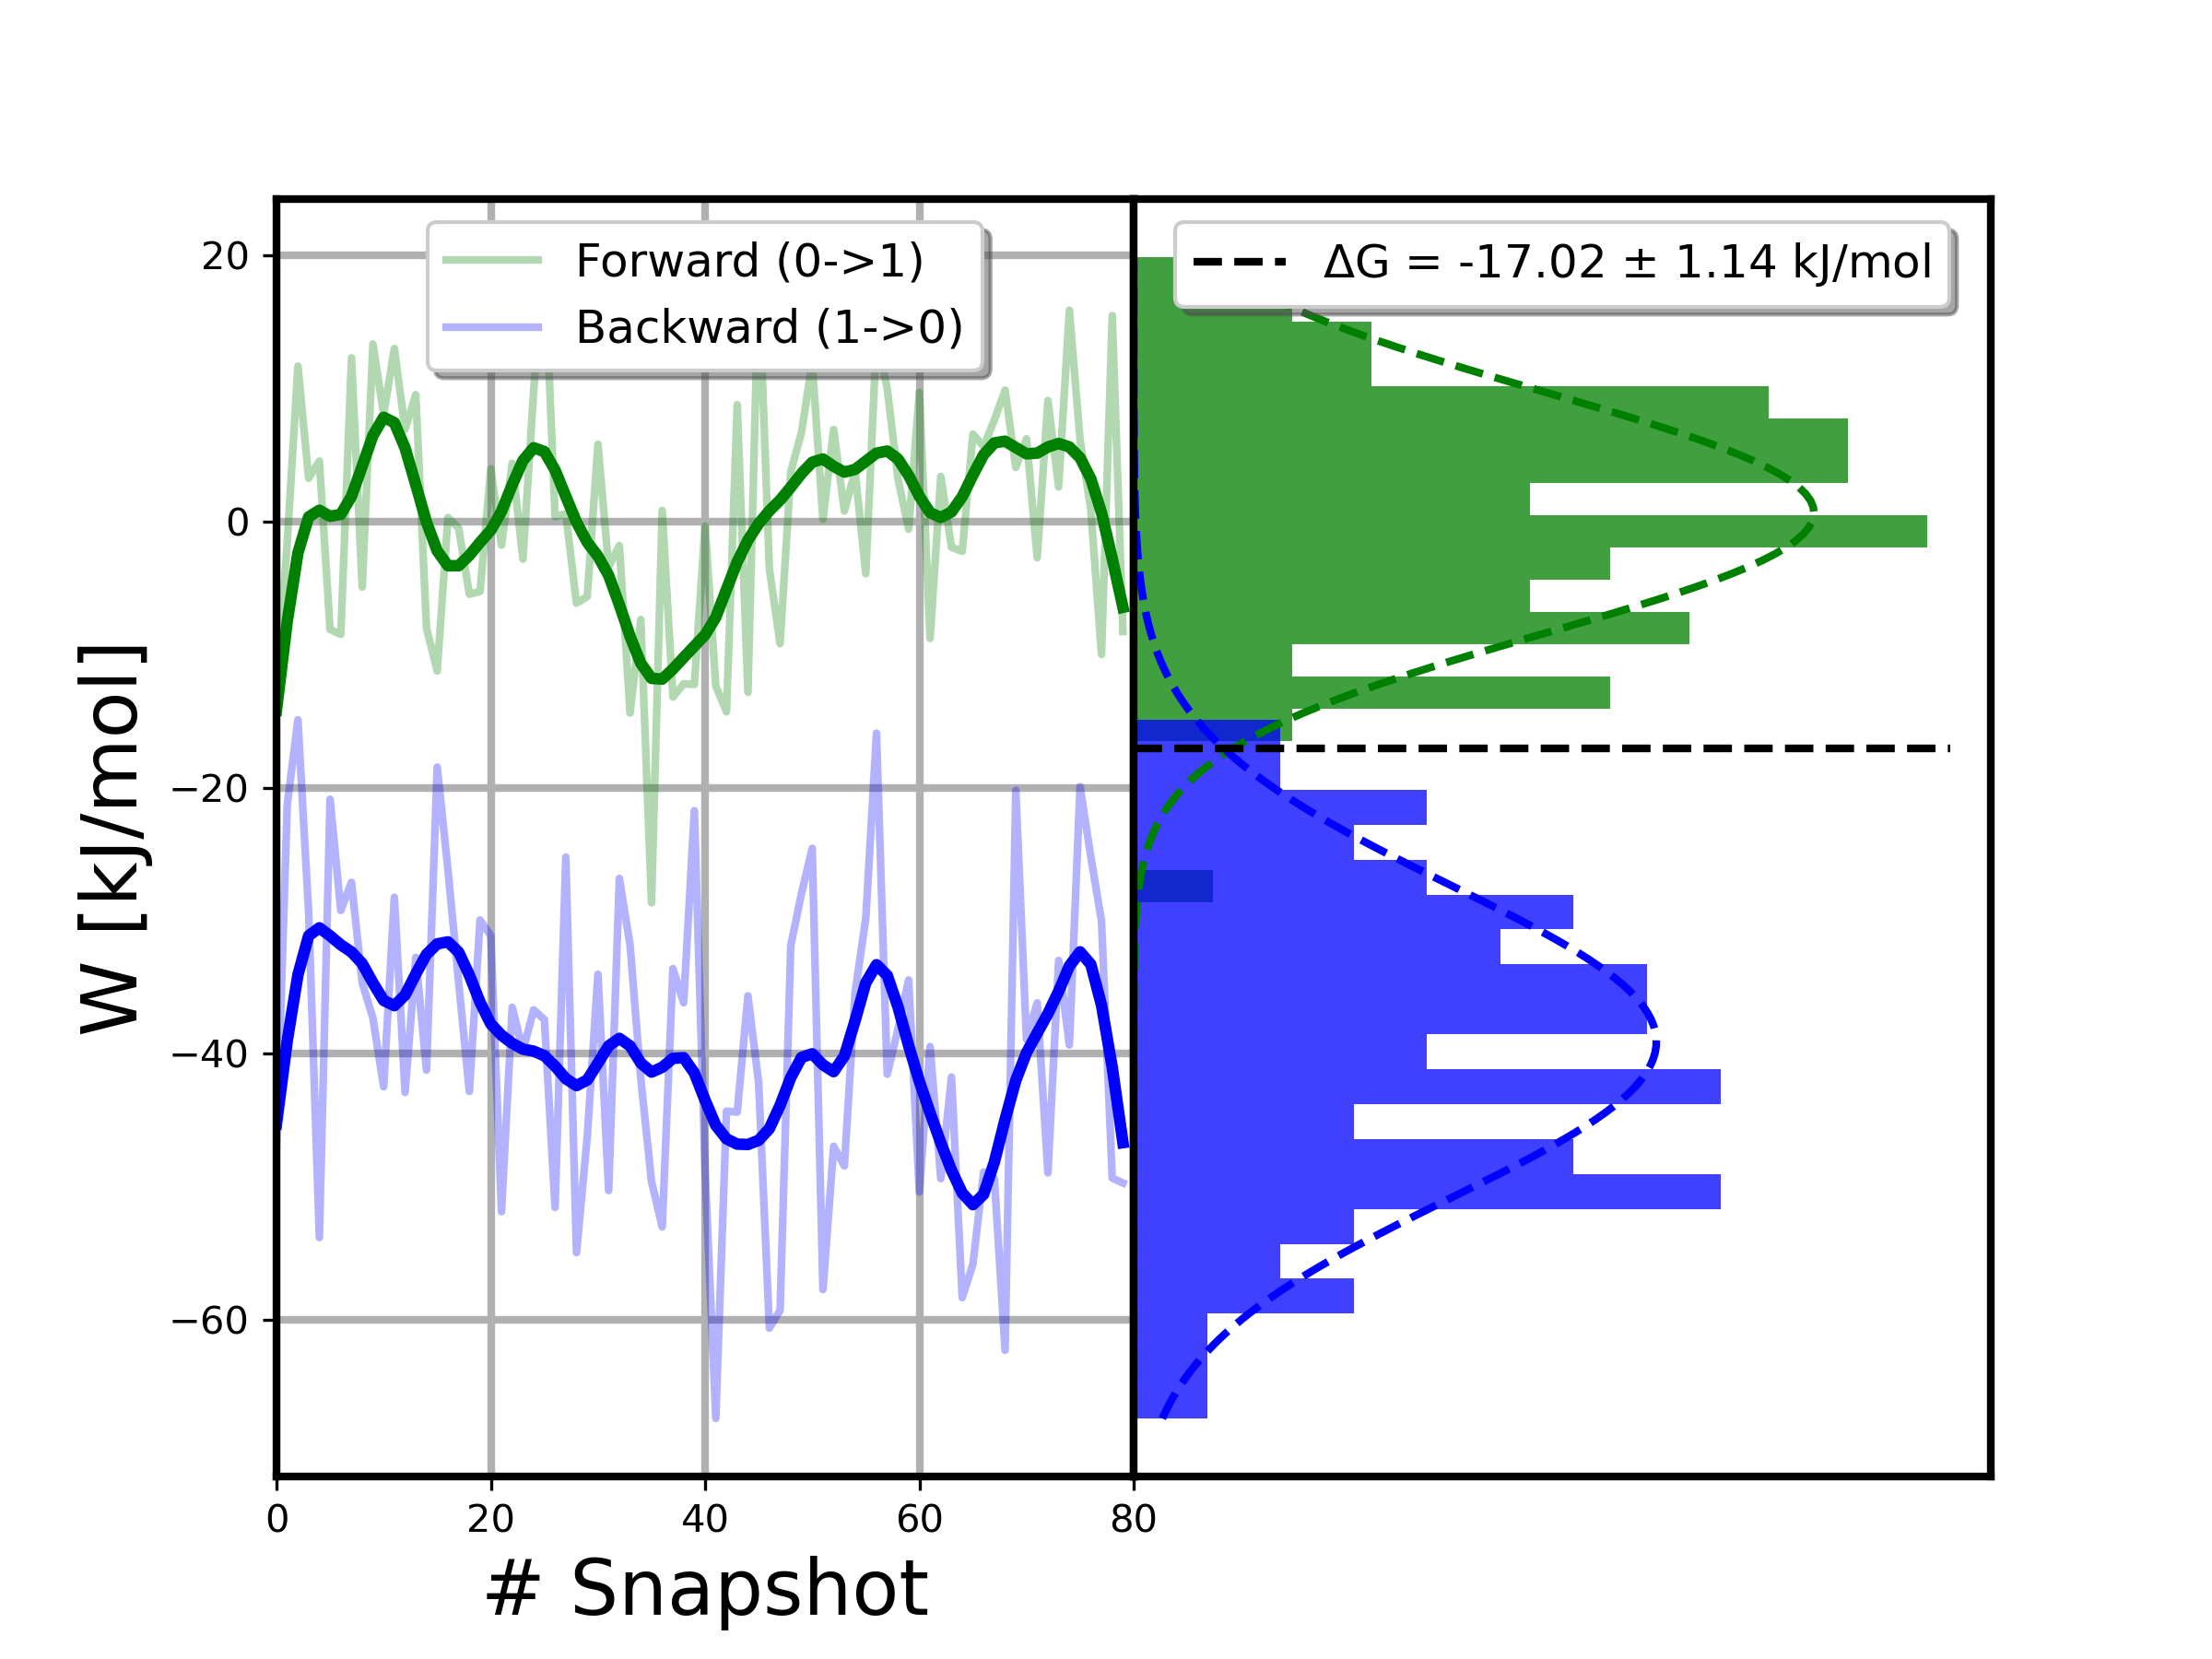 Forward (0->1)
Backward (1->0)
ΔG = -17.02 ± 1.14 kJ/mol
20
0
−20
−40
−60
W [kJ/mol]
0 20 40 60 80
# Snapshot